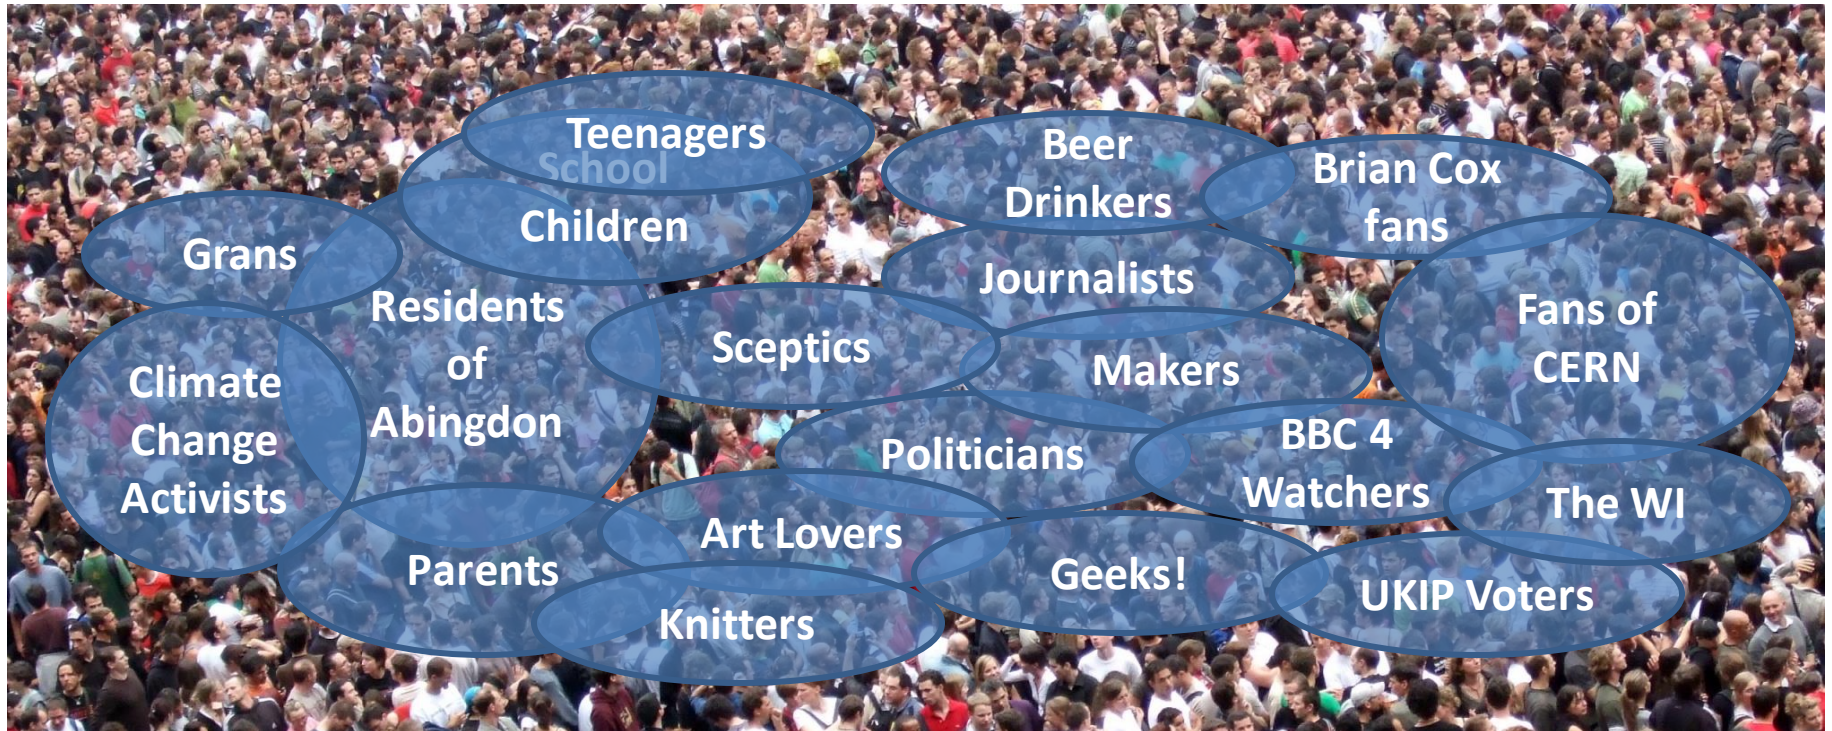 Teenagers
School
Children
Grans
Residents
of
Abingdon
Climate
Change
Activists
Parents
Beer
Drinkers
Brian Cox
fans
Journalists
Sceptics
Makers
Fans of
CERN
Politicians
BBC 4
Watchers
The WI
Art Lovers
Geeks!
UKIP Voters
Knitters